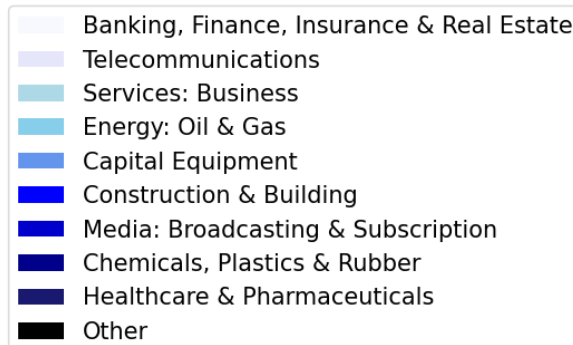 Banking, Finance, Insurance & Real Estate
Telecommunications
Services: Business
Energy: Oil & Gas
Capital Equipment
Construction & Building
Media: Broadcasting & Subscription
Chemicals, Plastics & Rubber
Healthcare & Pharmaceuticals
Other